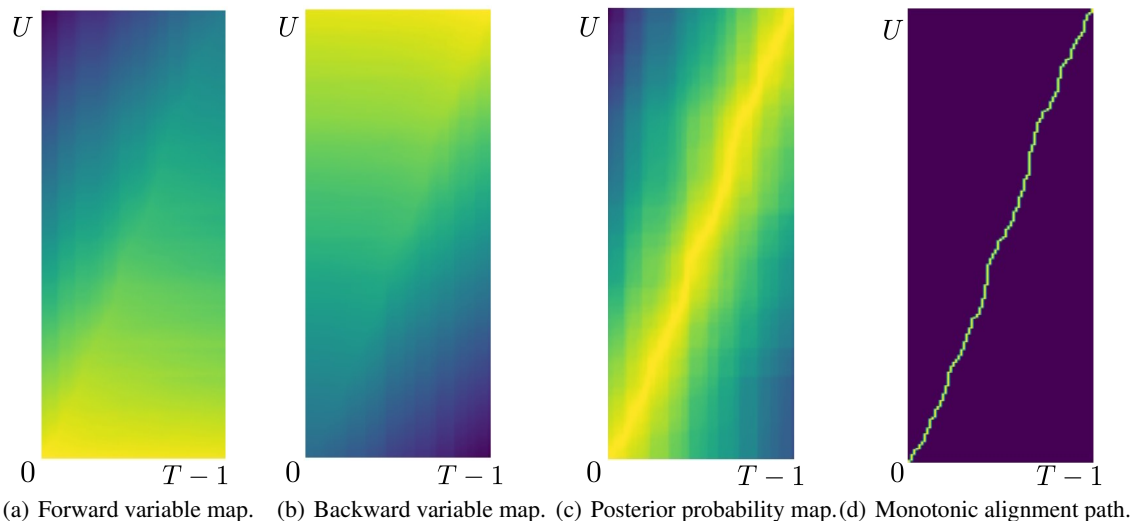 U
U
U
U
0
T − 1
0
T − 1
0
T − 1
0
T − 1
(a) Forward variable map.
(b) Backward variable map.
(c) Posterior probability map.
(d) Monotonic alignment path.